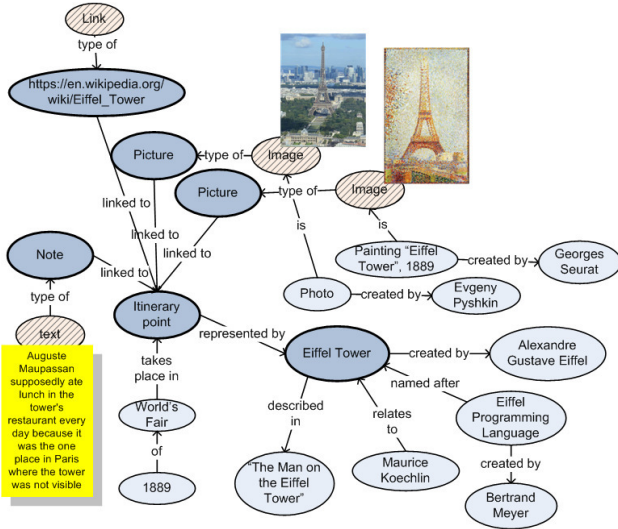 Link
type of
https://en.wikipedia.org/
wiki/Eiffel_Tower
Picture
type of
Image
Picture
type of
Image
linked to
linked to
linked to
is
is
Painting "Eiffel
Tower", 1889
created by
Georges
Seurat
Note
linked to
Photo
created by
Evgeny
Pyshkin
type of
Itinerary
point
text
represented by
Eiffel Tower
created by
Alexandre
Gustave Eiffel
Auguste
Maupassan
supposedly ate
lunch in the
tower's
restaurant every
day because it
was the one
place in Paris
where the tower
was not visible
takes
place in
named after
World's
Fair
described
in
relates
to
Eiffel
Programming
Language
of
created by
1889
"The Man on
the Eiffel
Tower"
Maurice
Koechlin
Bertrand
Meyer